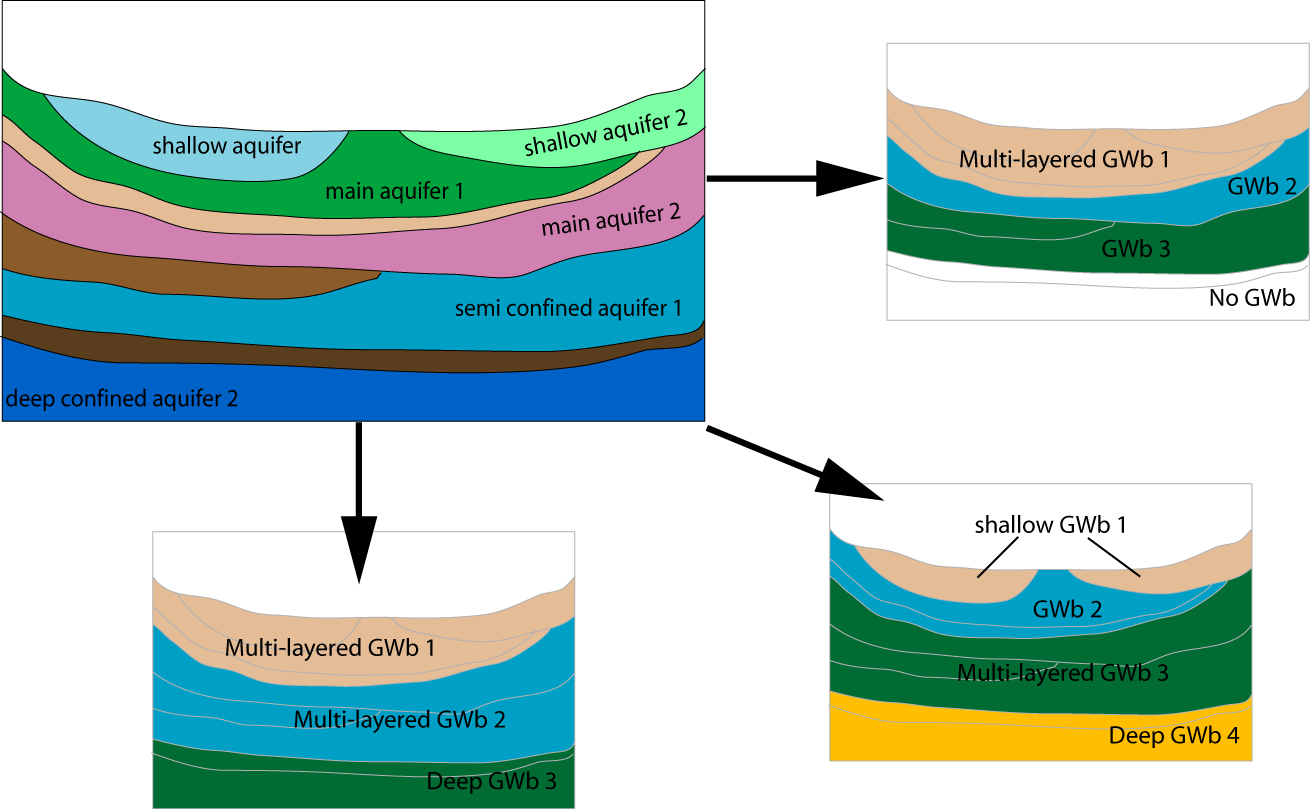 shallow aquifer
shallow aquifer 2
main aquifer 1
main aquifer 2
semi confined aquifer 1
deep confined aquifer 2
Multi-layered GWb 1
GWb 2
GWb 3
No GWb
Multi-layered GWb 1
Multi-layered GWb 2
Deep GWb 3
shallow GWb 1
GWb 2
Multi-layered GWb 3
Deep GWb 4